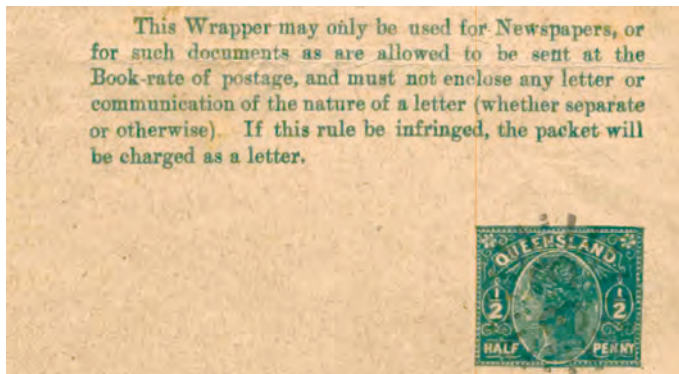 This Wrapper may only be used for Newspapers, or
for such documents as are allowed to be sent at the
Book-rate of postage, and must not enclose any letter or
communication of the nature of a letter (whether separate
or otherwise). If this rule be infringed, the packet will
be charged as a letter.
QUEENSLAND
1/2 1/2
HALF PENNY